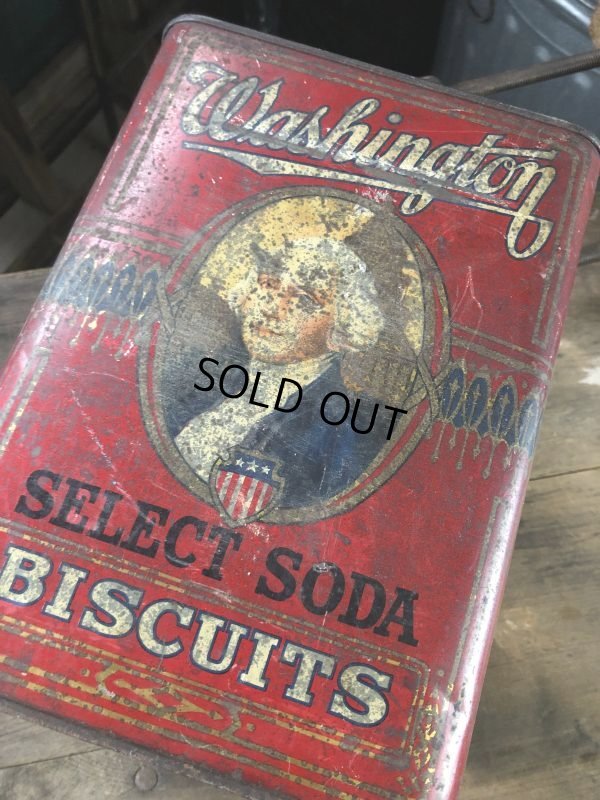 Washington
SOLD OUT
SELECT SODA
BISCUITS